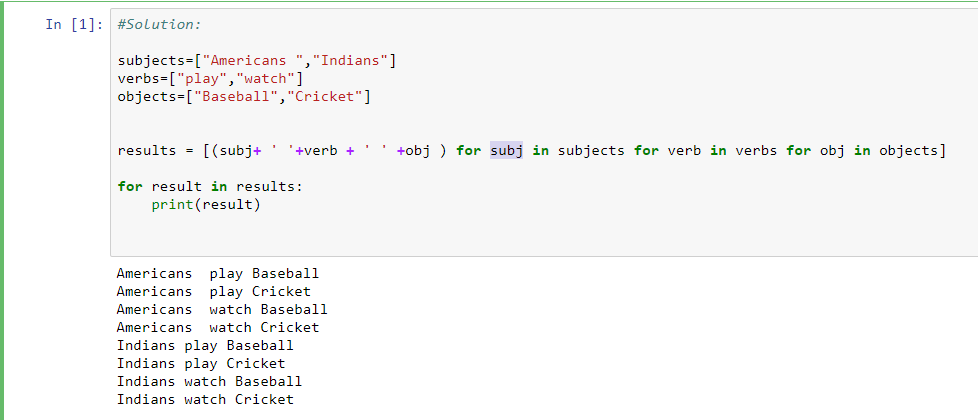 In [1]: #Solution:
subjects=["Americans ","Indians"]
verbs=["play","watch"]
objects=["Baseball","Cricket"]
results = [(subj+ ' '+verb + ' ' +obj ) for subj in subjects for verb in verbs for obj in objects]
for result in results:
    print(result)
Americans  play Baseball
Americans  play Cricket
Americans  watch Baseball
Americans  watch Cricket
Indians play Baseball
Indians play Cricket
Indians watch Baseball
Indians watch Cricket